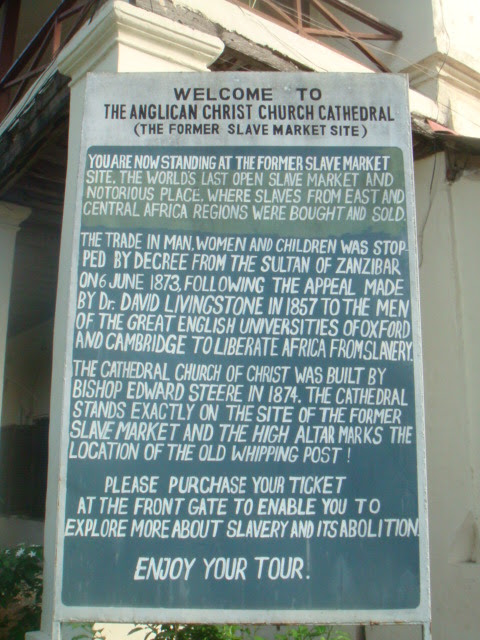 WELCOME TO
THE ANGLICAN CHRIST CHURCH CATHEDRAL
(THE FORMER SLAVE MARKET SITE)
YOU ARE NOW STANDING AT THE FORMER SLAVE MARKET
SITE, THE WORLDS LAST OPEN SLAVE MARKET AND
NOTORIOUS PLACE, WHERE SLAVES FROM EAST AND
CENTRAL AFRICA REGIONS WERE BOUGHT AND SOLD.
THE TRADE IN MAN, WOMEN AND CHILDREN WAS STOP-
PED BY DECREE FROM THE SULTAN OF ZANZIBAR
ON 6 JUNE 1873, FOLLOWING THE APPEAL MADE
BY Dr. DAVID LIVINGSTONE IN 1857 TO THE MEN
OF THE GREAT ENGLISH UNIVERSITIES OF OXFORD
AND CAMBRIDGE TO LIBERATE AFRICA FROM SLAVERY.
THE CATHEDRAL CHURCH OF CHRIST WAS BUILT BY
BISHOP EDWARD STEERE IN 1874. THE CATHEDRAL
STANDS EXACTLY ON THE SITE OF THE FORMER
SLAVE MARKET AND THE HIGH ALTAR MARKS THE
LOCATION OF THE OLD WHIPPING POST!
PLEASE PURCHASE YOUR TICKET
AT THE FRONT GATE TO ENABLE YOU TO
EXPLORE MORE ABOUT SLAVERY AND ITS ABOLITION.
ENJOY YOUR TOUR.